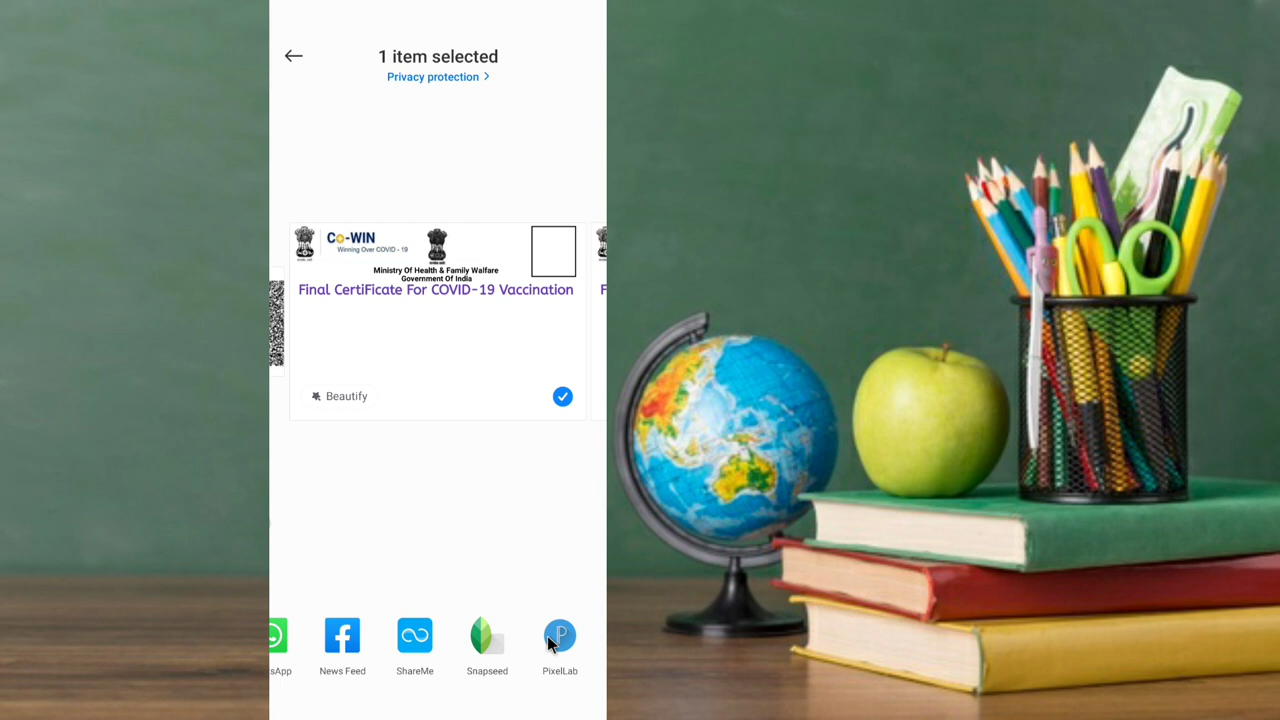 1 item selected
Privacy protection >
Co-WIN
Winning Over COVID - 19
Ministry Of Health & Family Walfare
Government Of India
Final CertiFicate For COVID-19 Vaccination
F
Beautify
sApp
News Feed
ShareMe
Snapseed
P
PixelLab